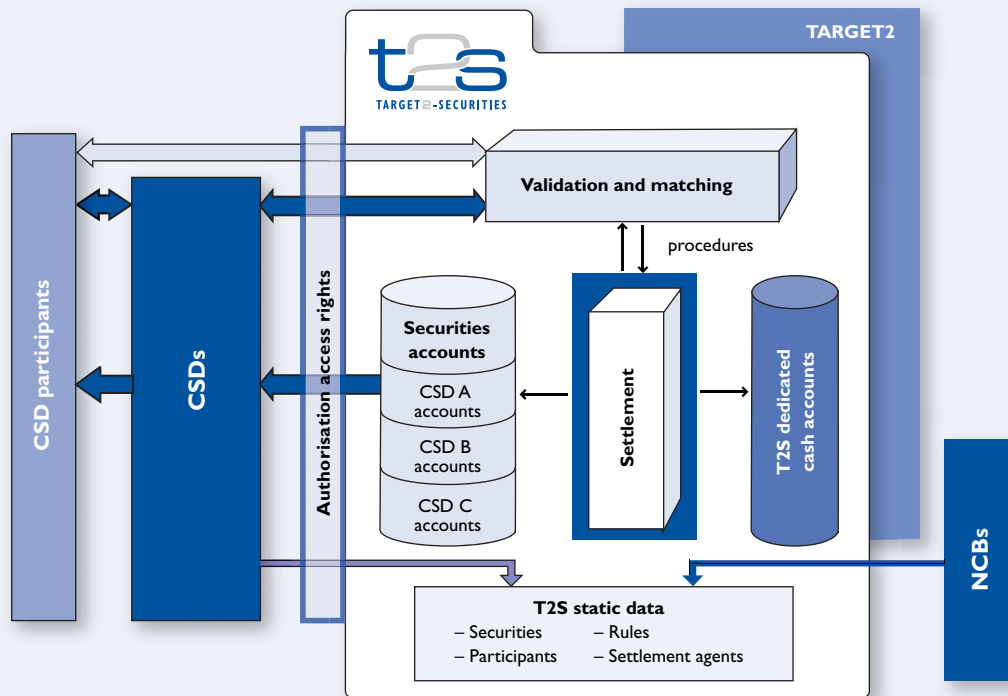 TARGET2
t2s
TARGET2-SECURITIES
Validation and matching
procedures
CSD participants
CSDs
Authorisation access rights
Securities
accounts
CSD A
accounts
CSD B
accounts
CSD C
accounts
Settlement
T2S dedicated
cash accounts
NCBs
T2S static data
– Securities
– Rules
– Participants
– Settlement agents